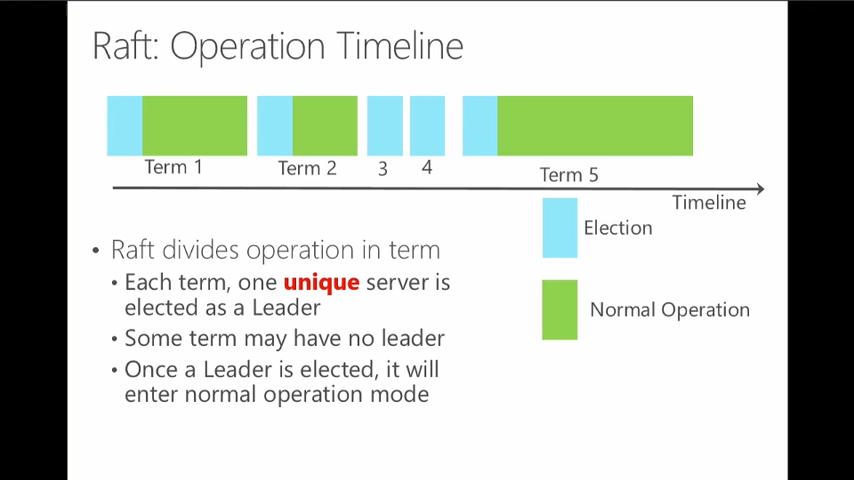 Raft: Operation Timeline
Term 1
Term 2
3
4
Term 5
Timeline
Election
Normal Operation
• Raft divides operation in term
• Each term, one unique server is
elected as a Leader
• Some term may have no leader
• Once a Leader is elected, it will
enter normal operation mode